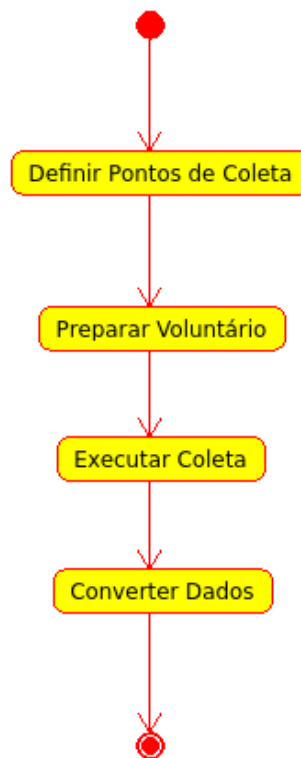 Definir Pontos de Coleta
Preparar Voluntário
Executar Coleta
Converter Dados